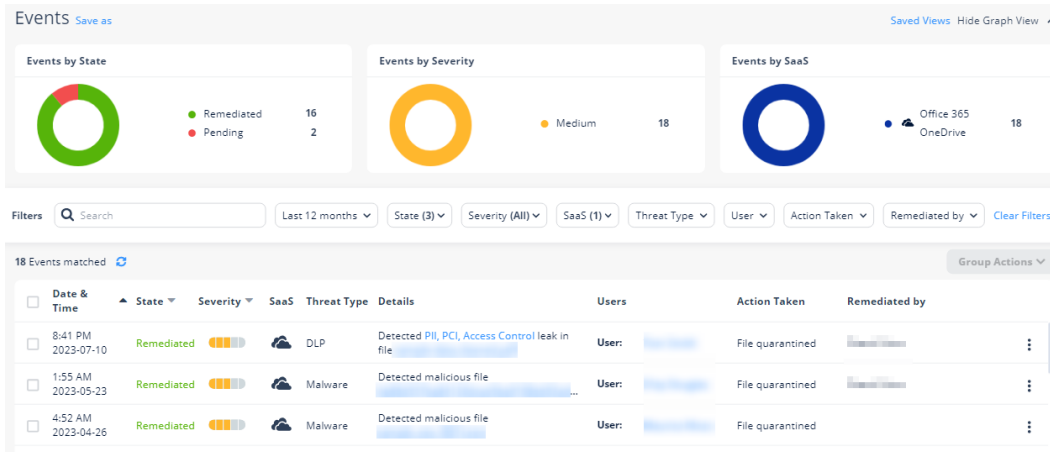 Events Save as
Saved Views Hide Graph View
Events by State
Remediated 16
Pending 2
Events by Severity
Medium 18
Events by SaaS
Office 365
OneDrive
18
Filters Search Last 12 months State (3) Severity (All) SaaS (1) Threat Type User Action Taken Remediated by Clear Filters
18 Events matched Group Actions
Date & Time State Severity SaaS Threat Type Details Users Action Taken Remediated by
8:41 PM
2023-07-10
Remediated DLP
Detected PII, PCI, Access Control leak in
file
User: File quarantined
1:55 AM
2023-05-23
Remediated Malware
Detected malicious file
...
User: File quarantined
4:52 AM
2023-04-26
Remediated Malware
Detected malicious file
User: File quarantined